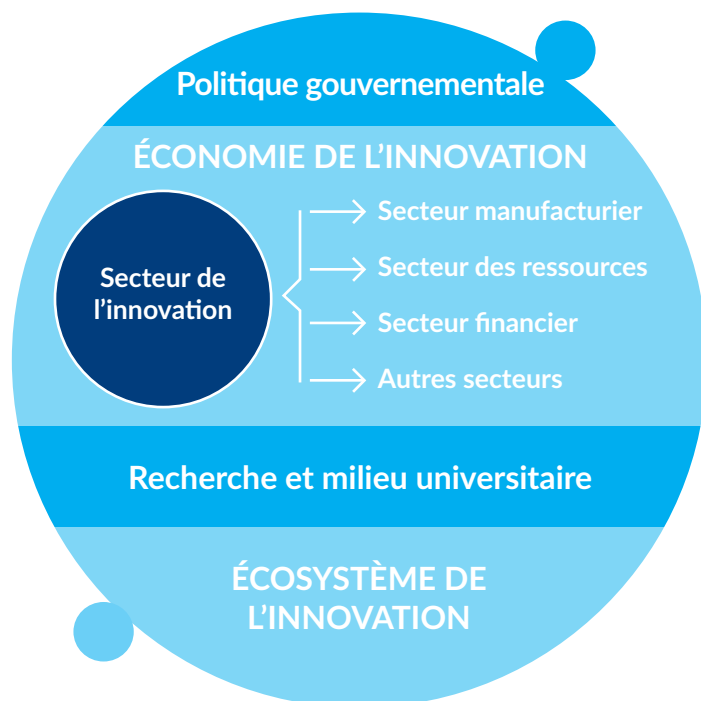 Politique gouvernementale
ÉCONOMIE DE L’INNOVATION
Secteur de
l’innovation
Secteur manufacturier
Secteur des ressources
Secteur financier
Autres secteurs
Recherche et milieu universitaire
ÉCOSYSTÈME DE
L’INNOVATION